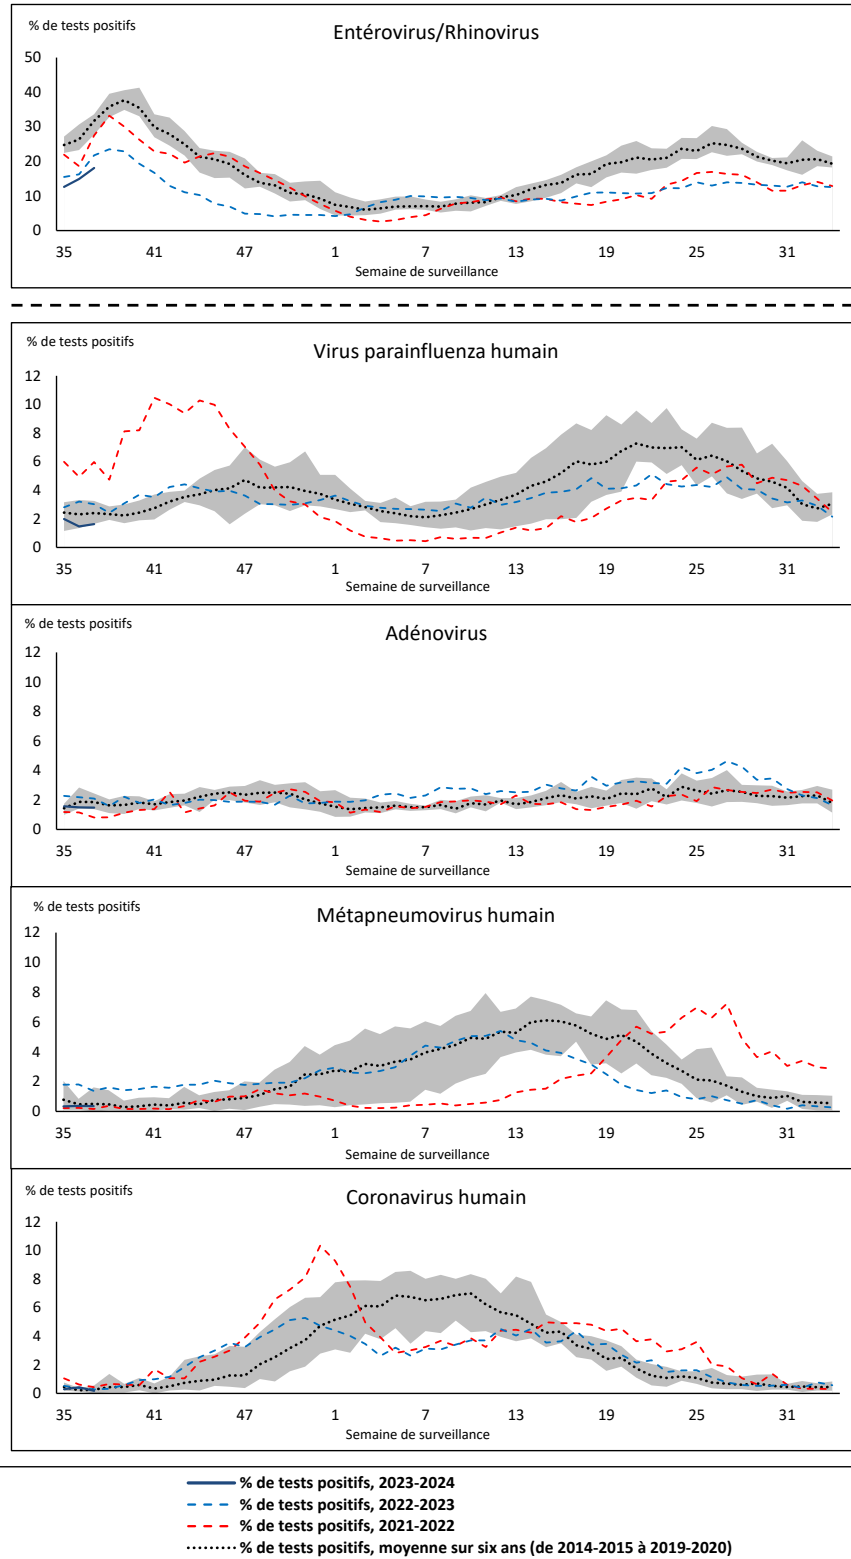 % de tests positifs
Entérovirus/Rhinovirus
50
40
30
20
10
0
35 41 47 1 7 13 19 25 31
Semaine de surveillance
% de tests positifs
Virus parainfluenza humain
12
10
8
6
4
2
0
35 41 47 1 7 13 19 25 31
Semaine de surveillance
% de tests positifs
Adénovirus
12
10
8
6
4
2
0
35 41 47 1 7 13 19 25 31
% de tests positifs
Métapneumovirus humain
12
10
8
6
4
2
0
35 41 47 1 7 13 19 25 31
Semaine de surveillance
% de tests positifs
Coronavirus humain
12
10
8
6
4
2
0
35 41 47 1 7 13 19 25 31
Semaine de surveillance
% de tests positifs, 2023-2024
% de tests positifs, 2022-2023
% de tests positifs, 2021-2022
% de tests positifs, moyenne sur six ans (de 2014-2015 à 2019-2020)